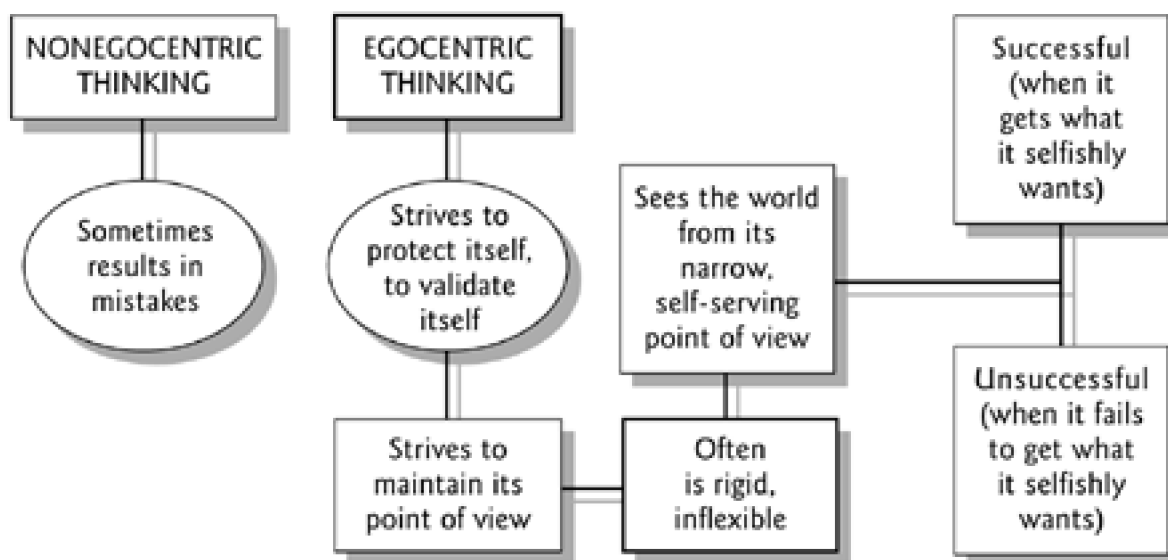 NONEGOCENTRIC
THINKING
Sometimes
results in
mistakes
EGOCENTRIC
THINKING
Strives to
protect itself,
to validate
itself
Strives to
maintain its
point of view
Often
is rigid,
inflexible
Sees the world
from its
narrow,
self-serving
point of view
Successful
(when it
gets what
it selfishly
wants)
Unsuccessful
(when it fails
to get what
it selfishly
wants)